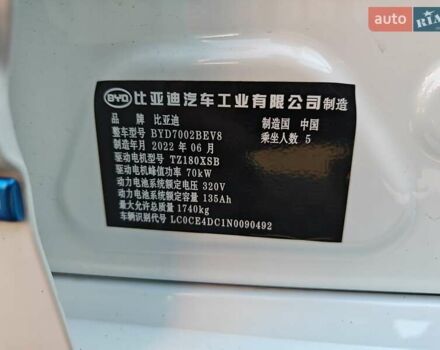 auto RIA
BYD 比亚迪汽车工业有限公司制造
品 牌 比亚迪 制造国 中国
整车型号 BYD7002BEV8 乘坐人数 5
制造年月 2022 年 06 月
驱动电机型号 TZ180XSB
驱动电机峰值功率 70kW
动力电池系统额定电压 320V
动力电池系统额定容量 135Ah
最大允许总质量 1740kg
车辆识别代号 LC0CE4DC1N0090492